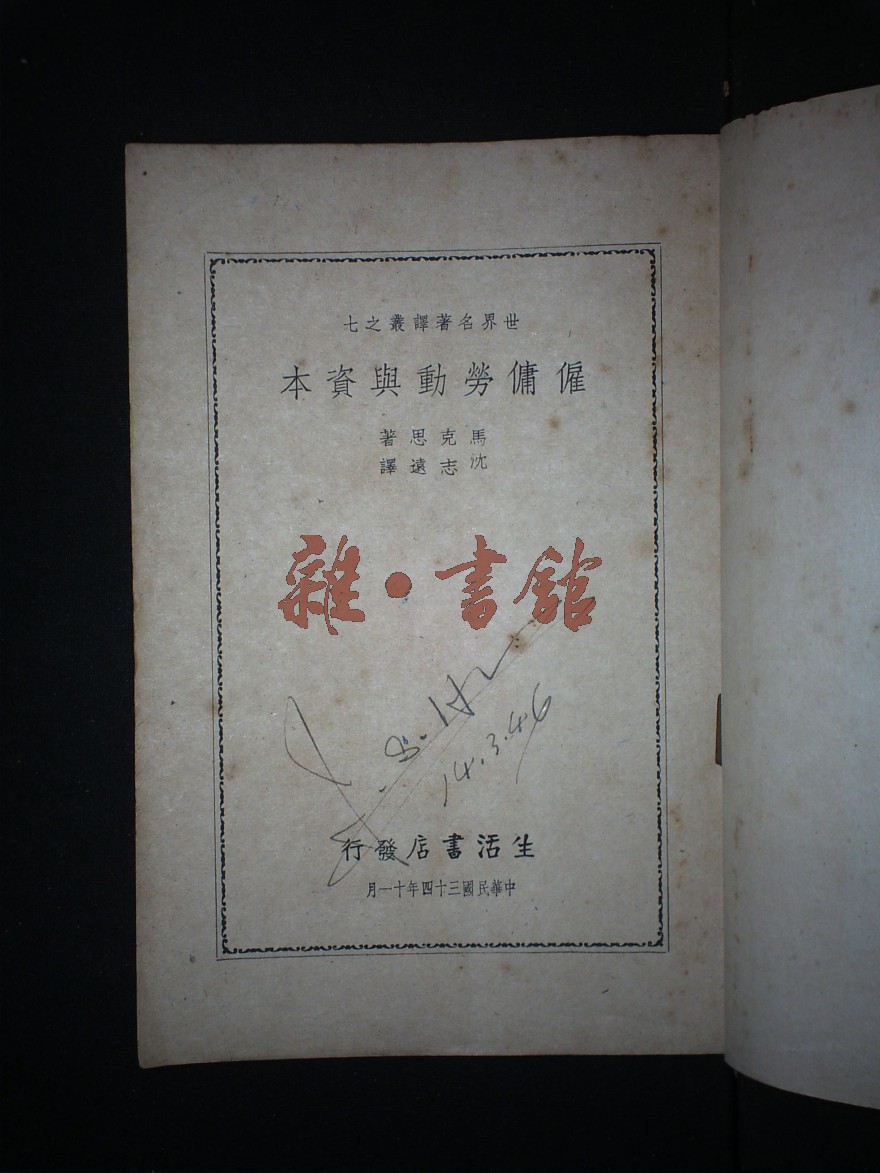 世界名著譯叢之七
僱傭勞動與資本
馬克思著
沈志遠譯
雜·書館
14.3.46
生活書店發行
中華民國三十四年十一月